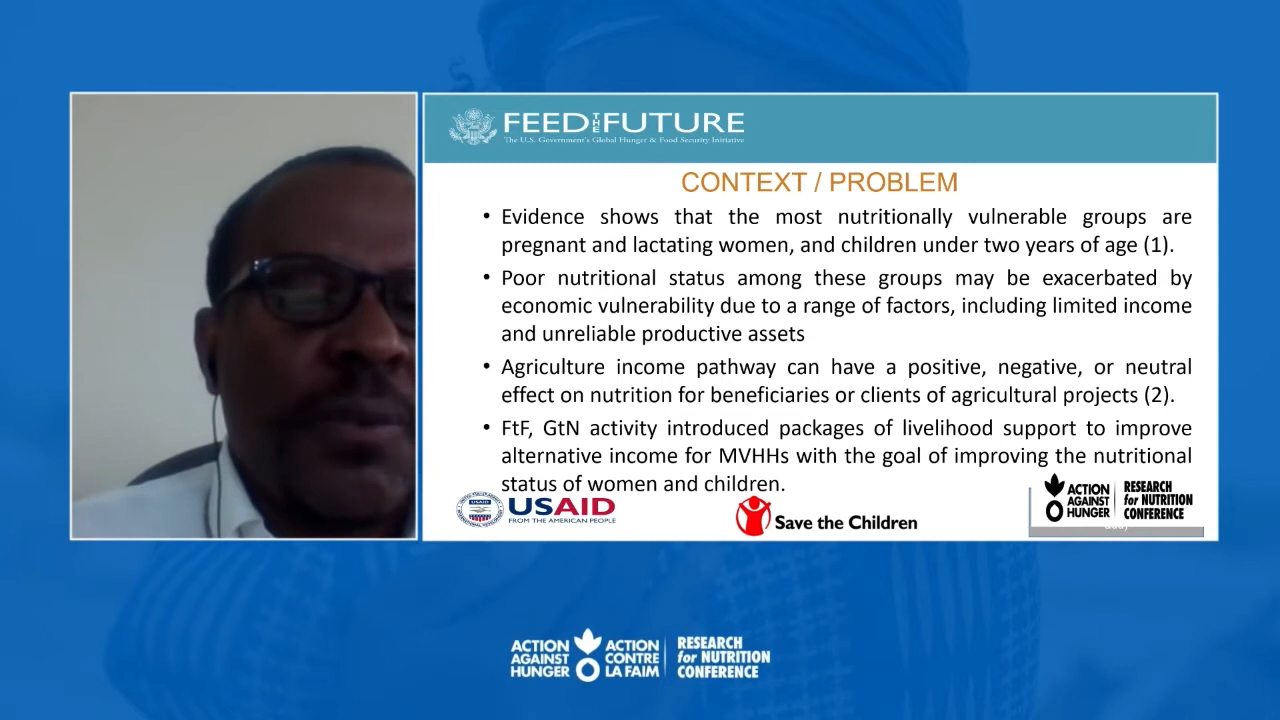 FEED THE FUTURE
The U.S. Government's Global Hunger & Food Security Initiative
CONTEXT / PROBLEM
• Evidence shows that the most nutritionally vulnerable groups are
pregnant and lactating women, and children under two years of age (1).
• Poor nutritional status among these groups may be exacerbated by
economic vulnerability due to a range of factors, including limited income
and unreliable productive assets
• Agriculture income pathway can have a positive, negative, or neutral
effect on nutrition for beneficiaries or clients of agricultural projects (2).
• FtF, GtN activity introduced packages of livelihood support to improve
alternative income for MVHHs with the goal of improving the nutritional
status of women and children.
USAID
USAID
FROM THE AMERICAN PEOPLE
Save the Children
ACTION
AGAINST
HUNGER
RESEARCH
for NUTRITION
CONFERENCE
ACTION
AGAINST
HUNGER
ACTION
CONTRE
LA FAIM
RESEARCH
for NUTRITION
CONFERENCE